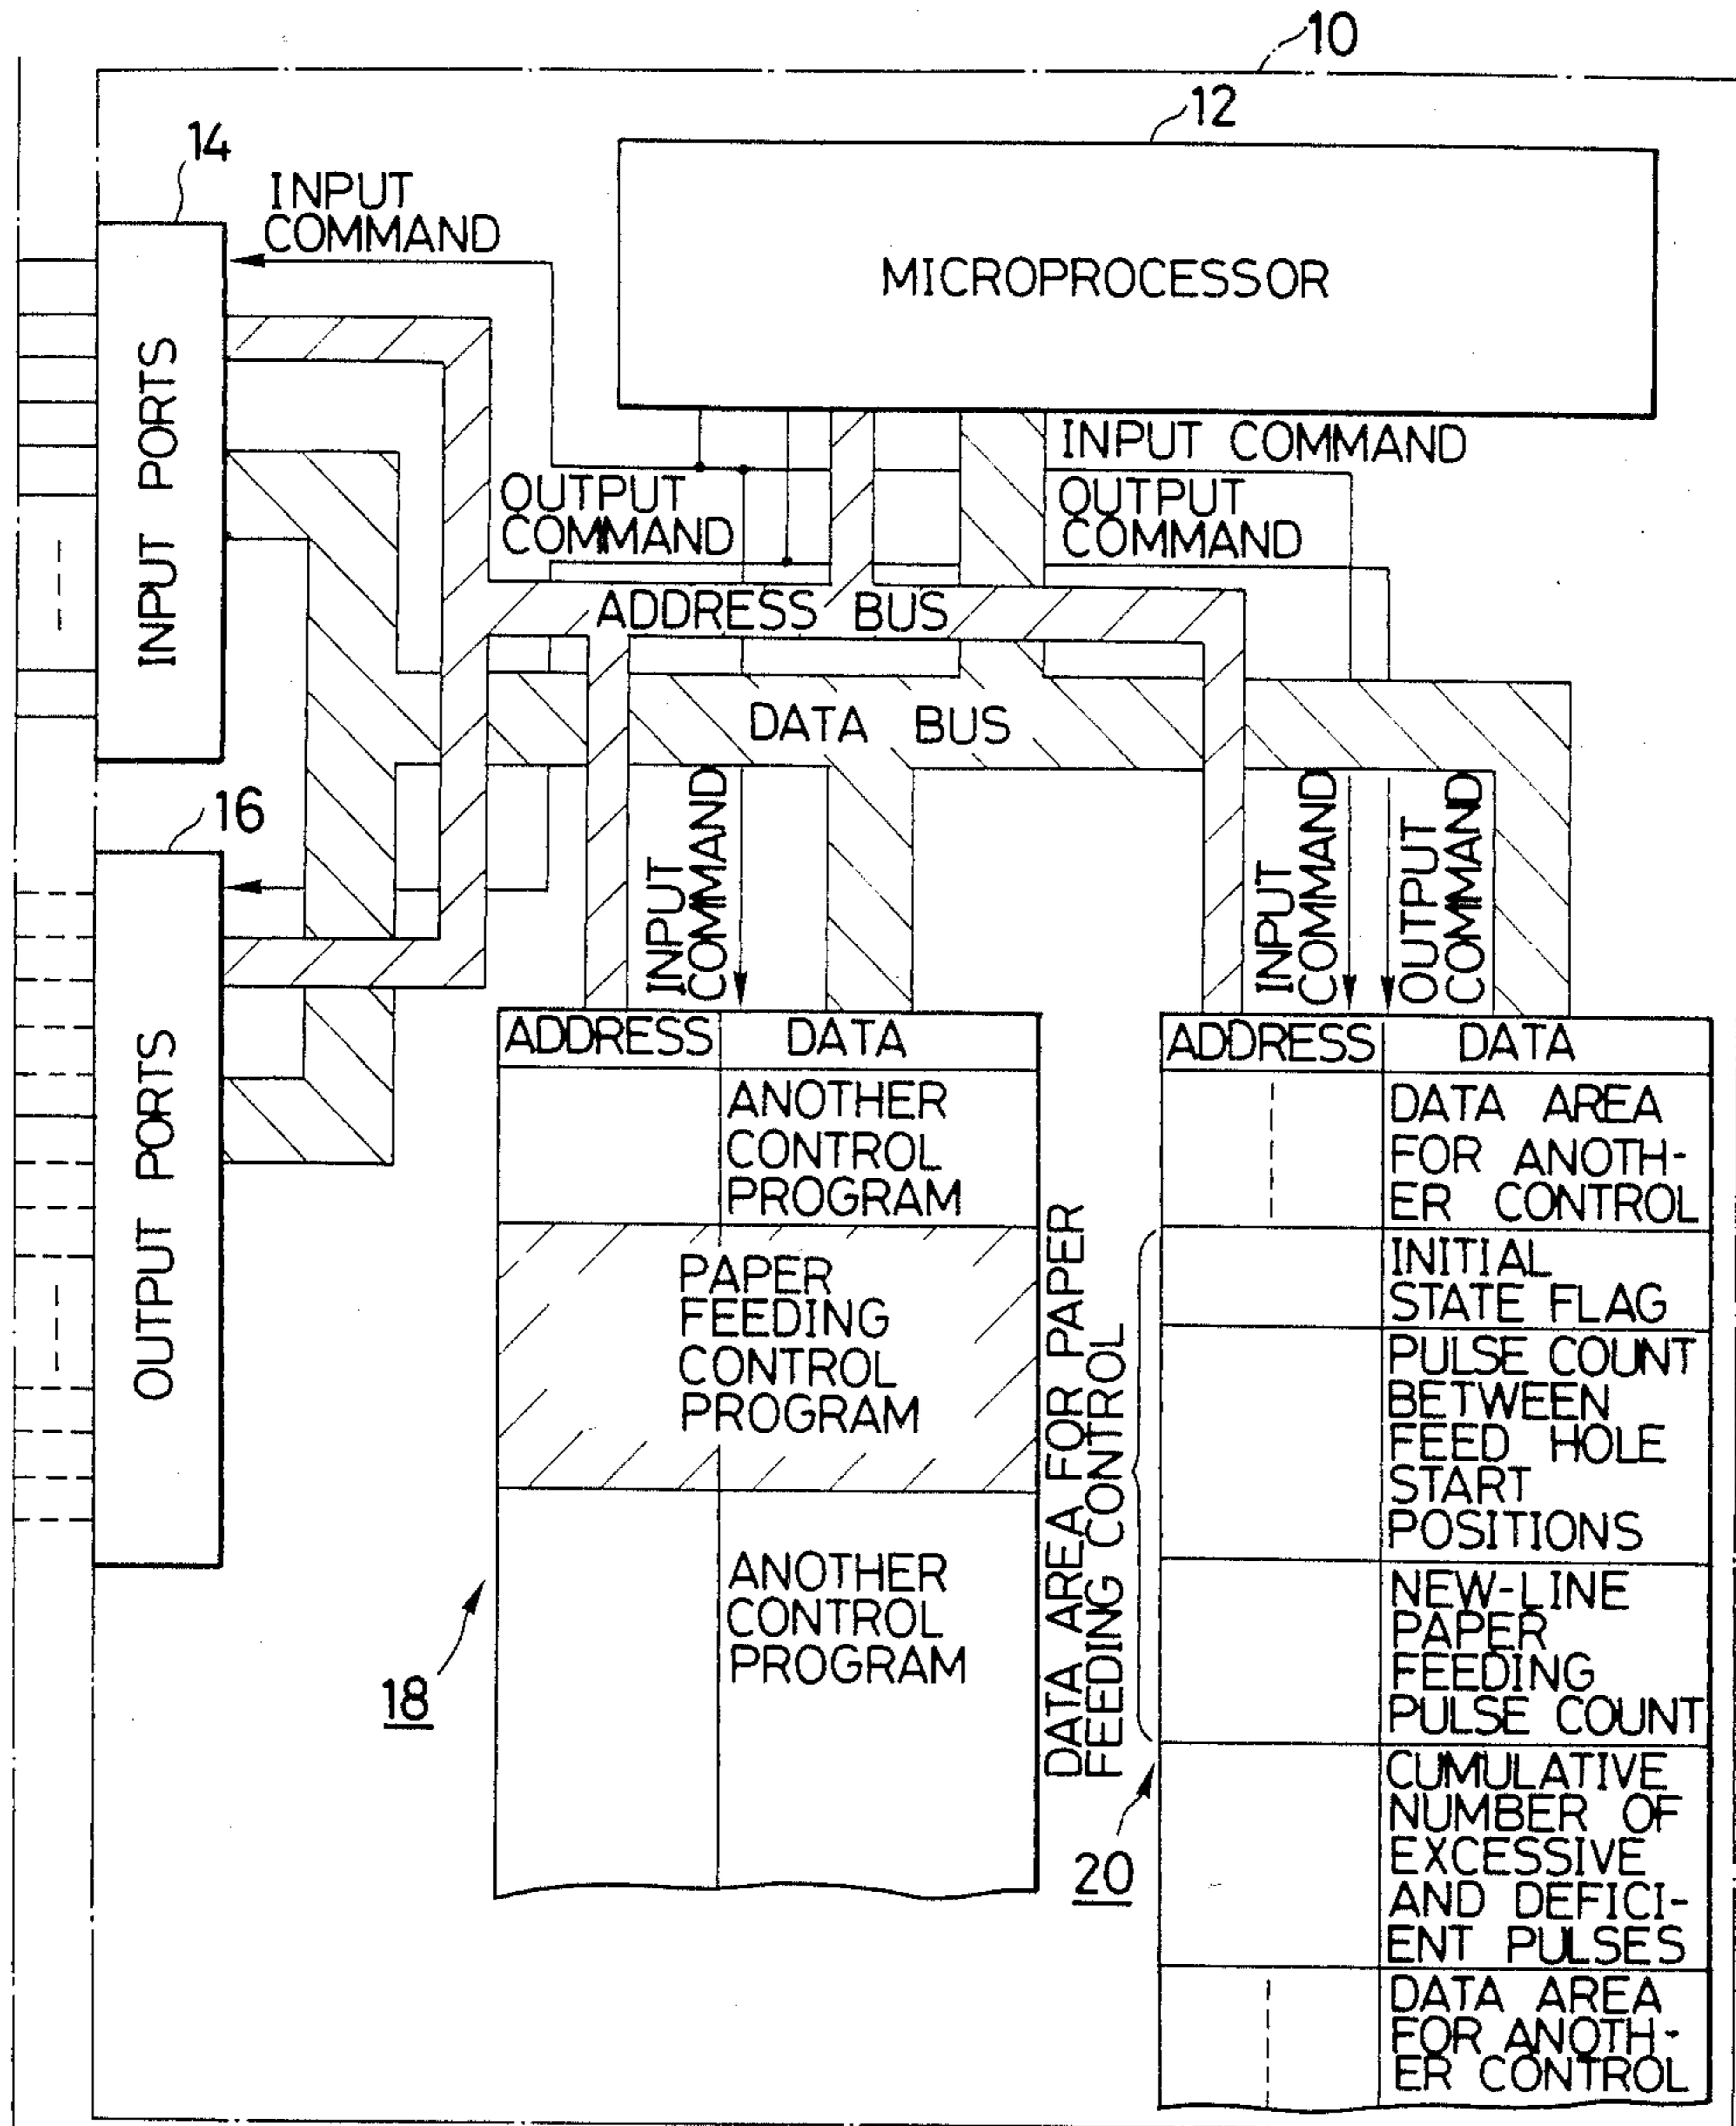 10
12
14
INPUT
COMMAND
MICROPROCESSOR
INPUT PORTS
INPUT COMMAND
OUTPUT
COMMAND
OUTPUT
COMMAND
ADDRESS BUS
DATA BUS
16
INPUT
COMMAND
INPUT
COMMAND
OUTPUT
COMMAND
OUTPUT PORTS
ADDRESS DATA
ANOTHER
CONTROL
PROGRAM
PAPER
FEEDING
CONTROL
PROGRAM
ANOTHER
CONTROL
PROGRAM
18
DATA AREA FOR PAPER
FEEDING CONTROL
20
ADDRESS DATA
DATA AREA
FOR ANOTH-
ER CONTROL
INITIAL
STATE FLAG
PULSE COUNT
BETWEEN
FEED HOLE
START
POSITIONS
NEW-LINE
PAPER
FEEDING
PULSE COUNT
CUMULATIVE
NUMBER OF
EXCESSIVE
AND DEFICI-
ENT PULSES
DATA AREA
FOR ANOTH-
ER CONTROL